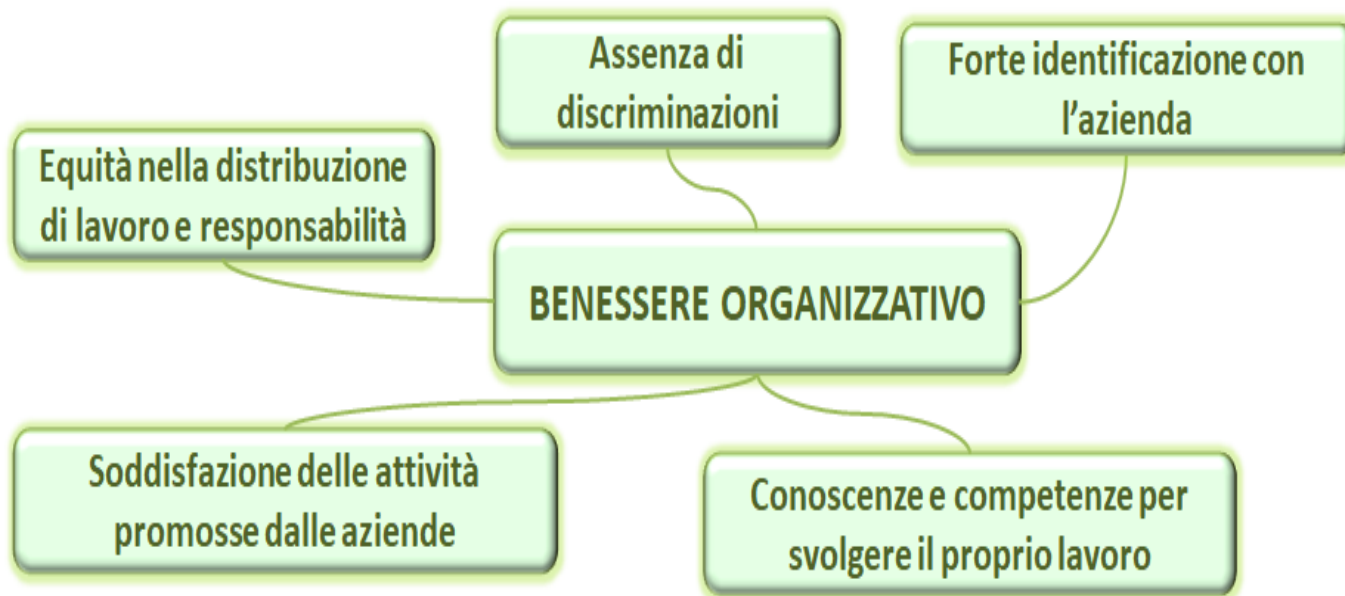 Assenza di
discriminazioni
Forte identificazione con
l'azienda
Equità nella distribuzione
di lavoro e responsabilità
BENESSERE ORGANIZZATIVO
Soddisfazione delle attività
promosse dalle aziende
Conoscenze e competenze per
svolgere il proprio lavoro